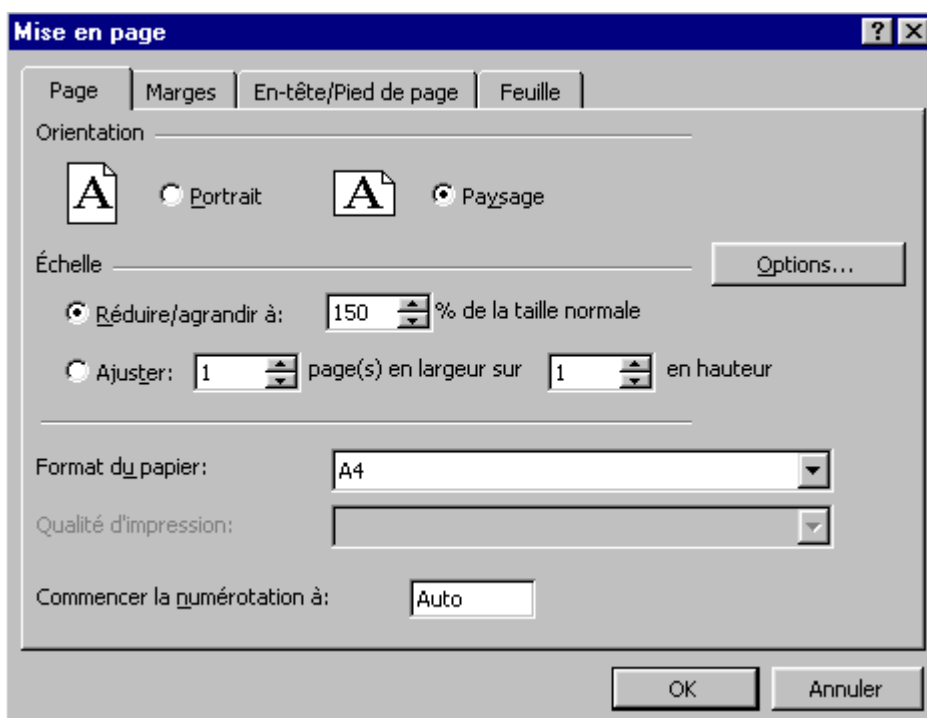 Mise en page
Page Marges En-tête/Pied de page Feuille
Orientation
A Portrait A Paysage
Échelle
Options...
Réduire/agrandir à: 150 % de la taille normale
Ajuster: 1 page(s) en largeur sur 1 en hauteur
Format du papier: A4
Qualité d'impression:
Commencer la numérotation à: Auto
OK Annuler